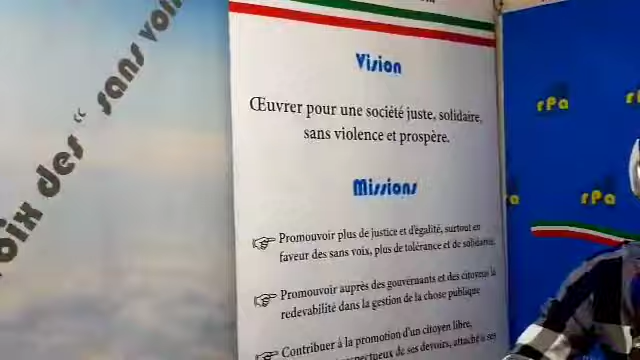 oix des “ sans voix
Vision
Œuvrer pour une société juste, solidaire,
sans violence et prospère.
Missions
Promouvoir plus de justice et d'égalité, surtout en
faveur des sans voix, plus de tolérance et de solidarité.
Promouvoir auprès des gouvernants et des citoyens la
redevabilité dans la gestion de la chose publique
Contribuer à la promotion d'un citoyen libre,
de ses devoirs, attaché à ses
rPa
rPa